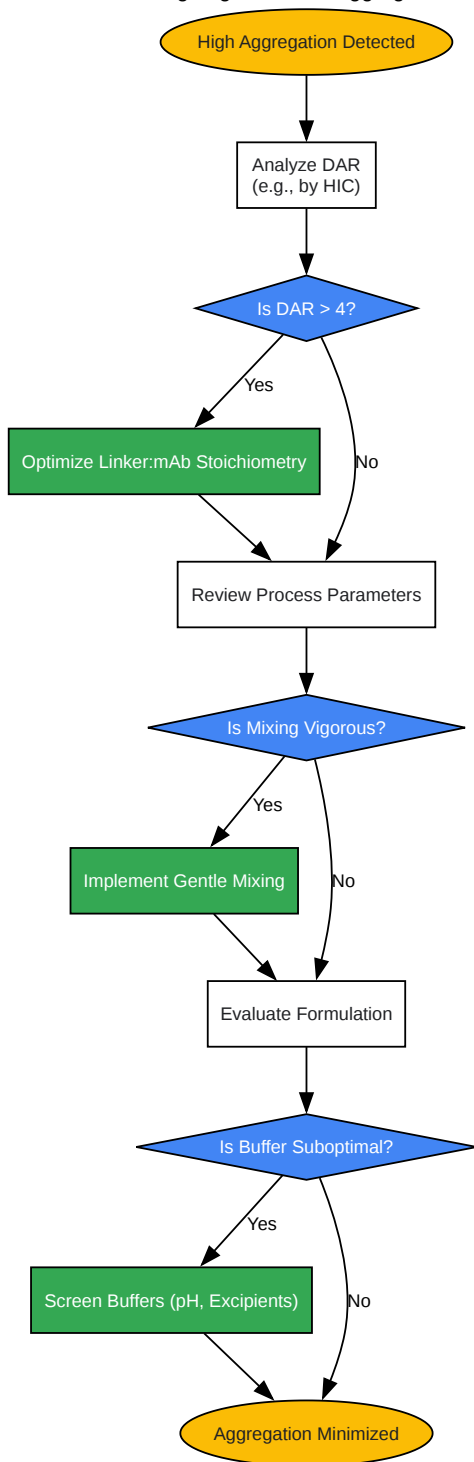 High Aggregation Detected
Analyze DAR
(e.g., by HIC)
Is DAR > 4?
Yes
Optimize Linker:mAb Stoichiometry
No
Review Process Parameters
Is Mixing Vigorous?
Yes
Implement Gentle Mixing
No
Evaluate Formulation
Is Buffer Suboptimal?
Yes
Screen Buffers (pH, Excipients)
No
Aggregation Minimized